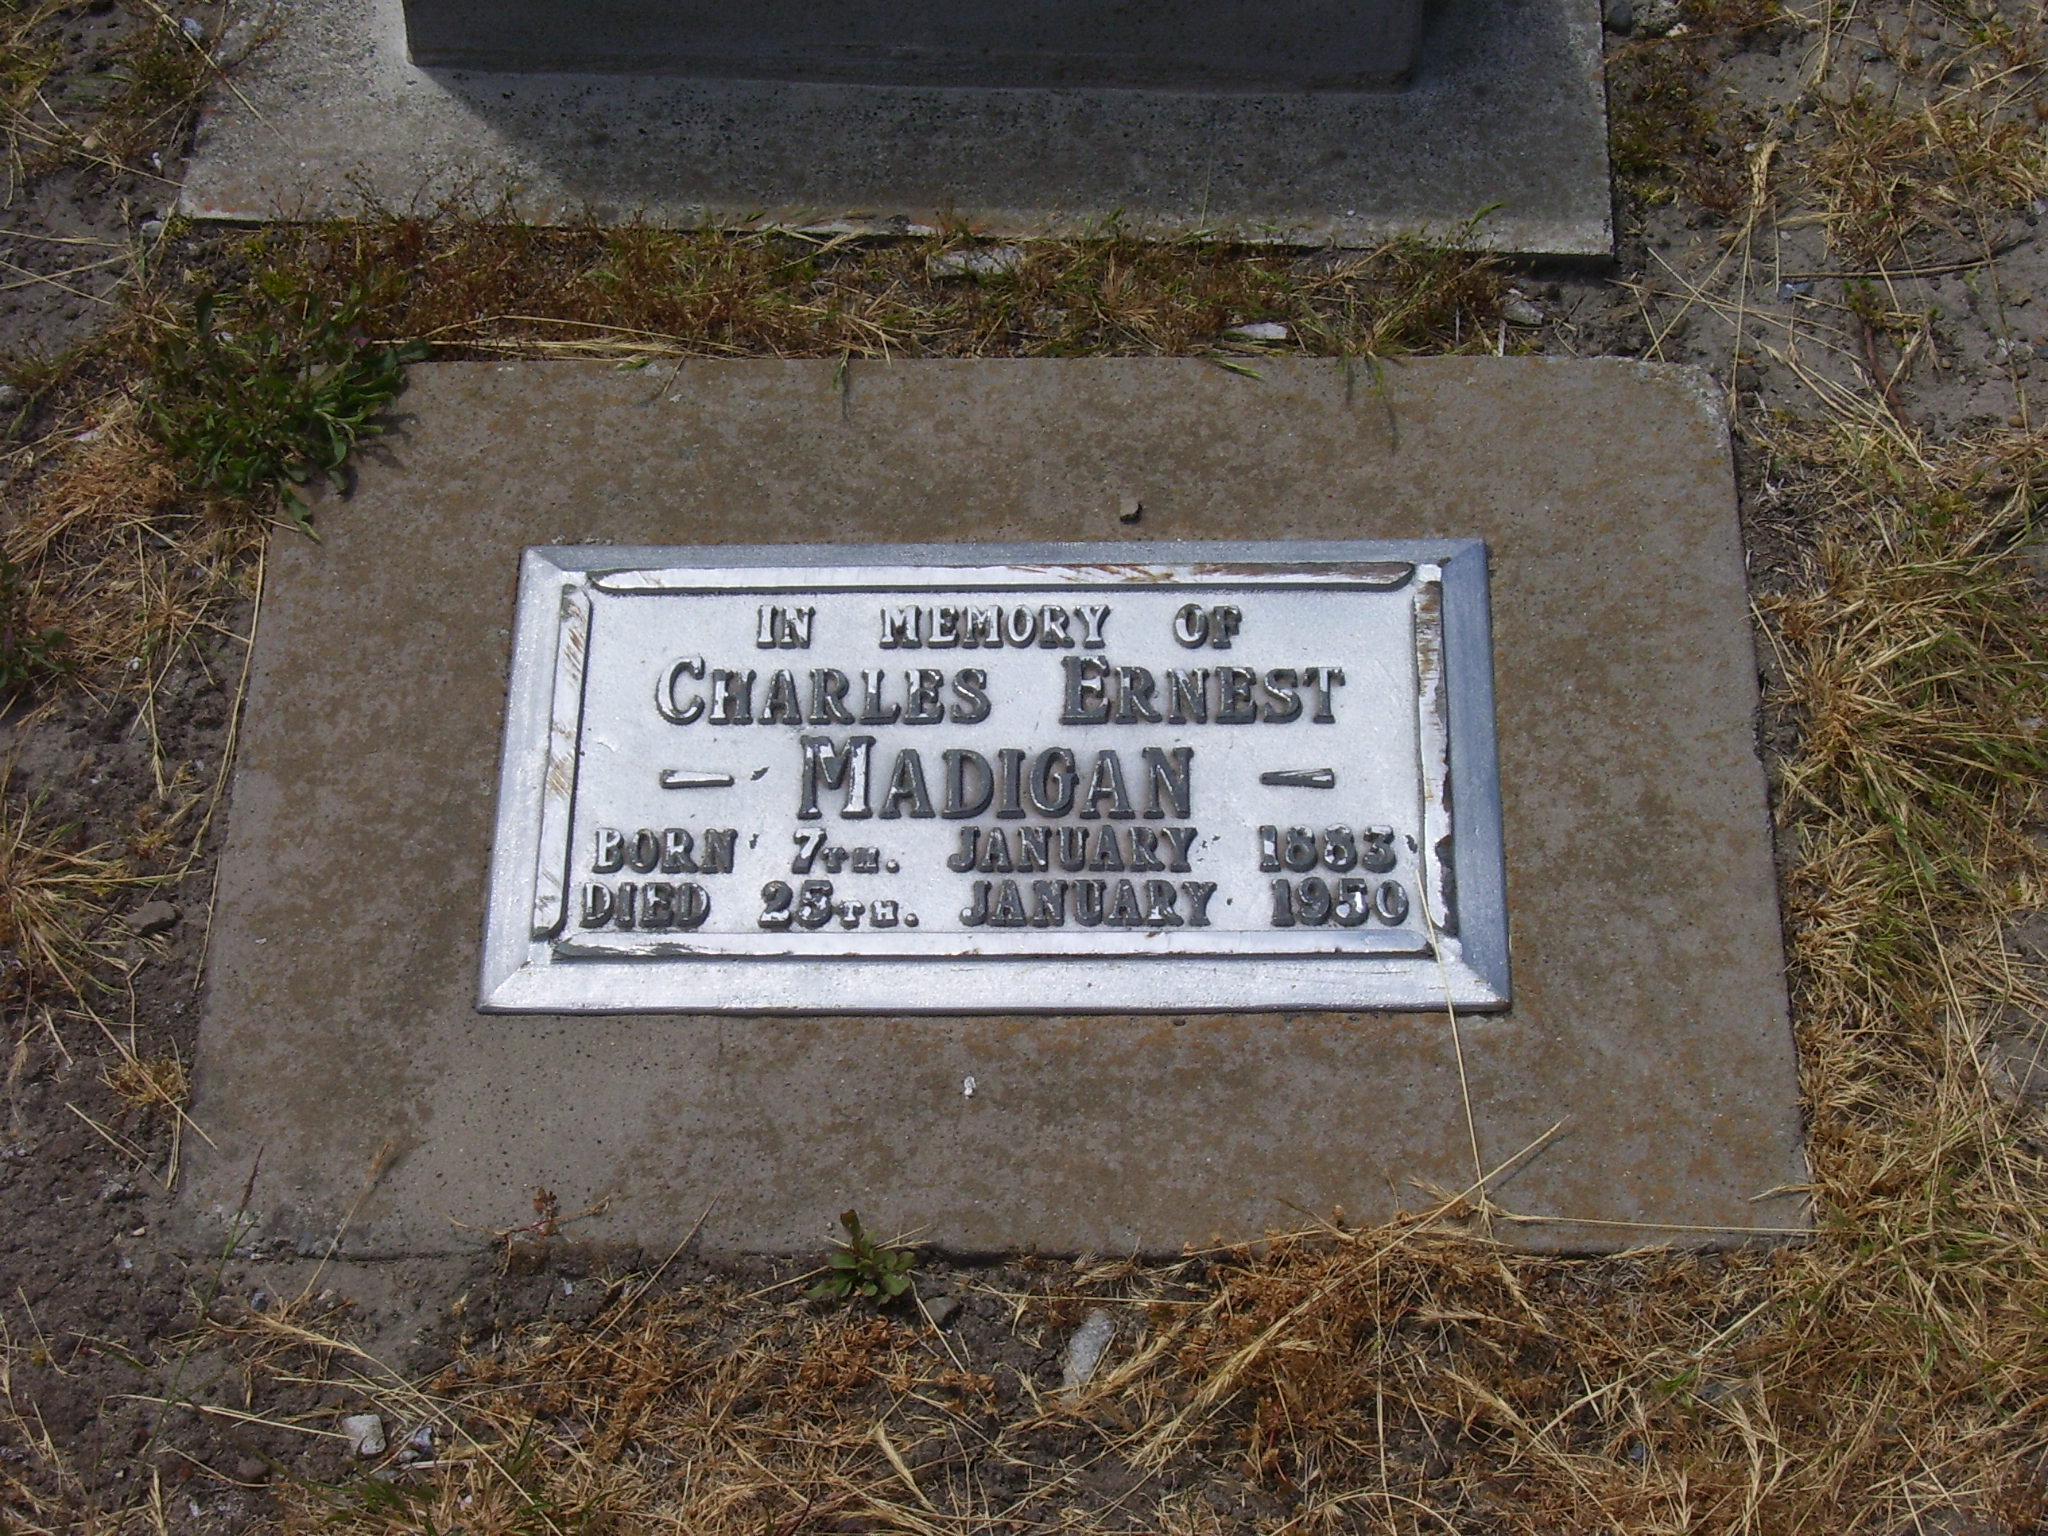 IN MEMORY OF
CHARLES ERNEST
— MADIGAN —
BORN 7TH. JANUARY 1883
DIED 25TH. JANUARY 1950